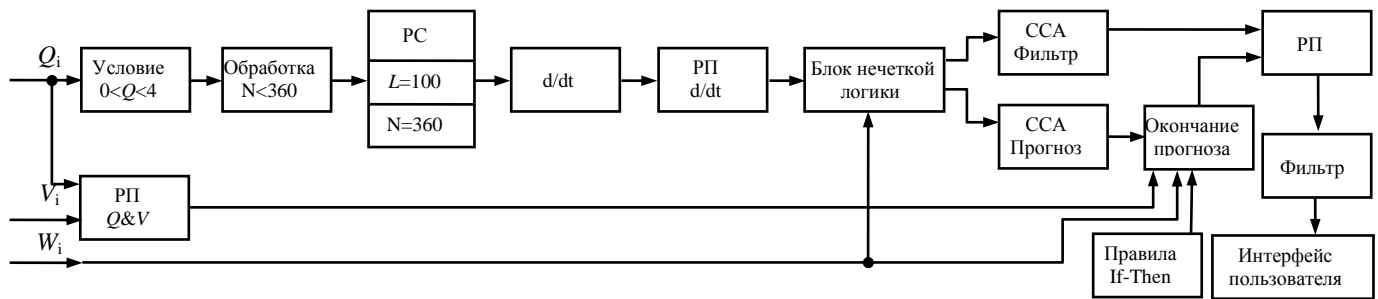 Qi
Vi
Wi
Условие
0<Q<4
Обработка
N<360
РС
L=100
N=360
d/dt
РП
d/dt
Блок нечеткой
логики
ССА
Фильтр
ССА
Прогноз
Окончание
прогноза
РП
Фильтр
Интерфейс
пользователя
РП
Q&V
Правила
If-Then